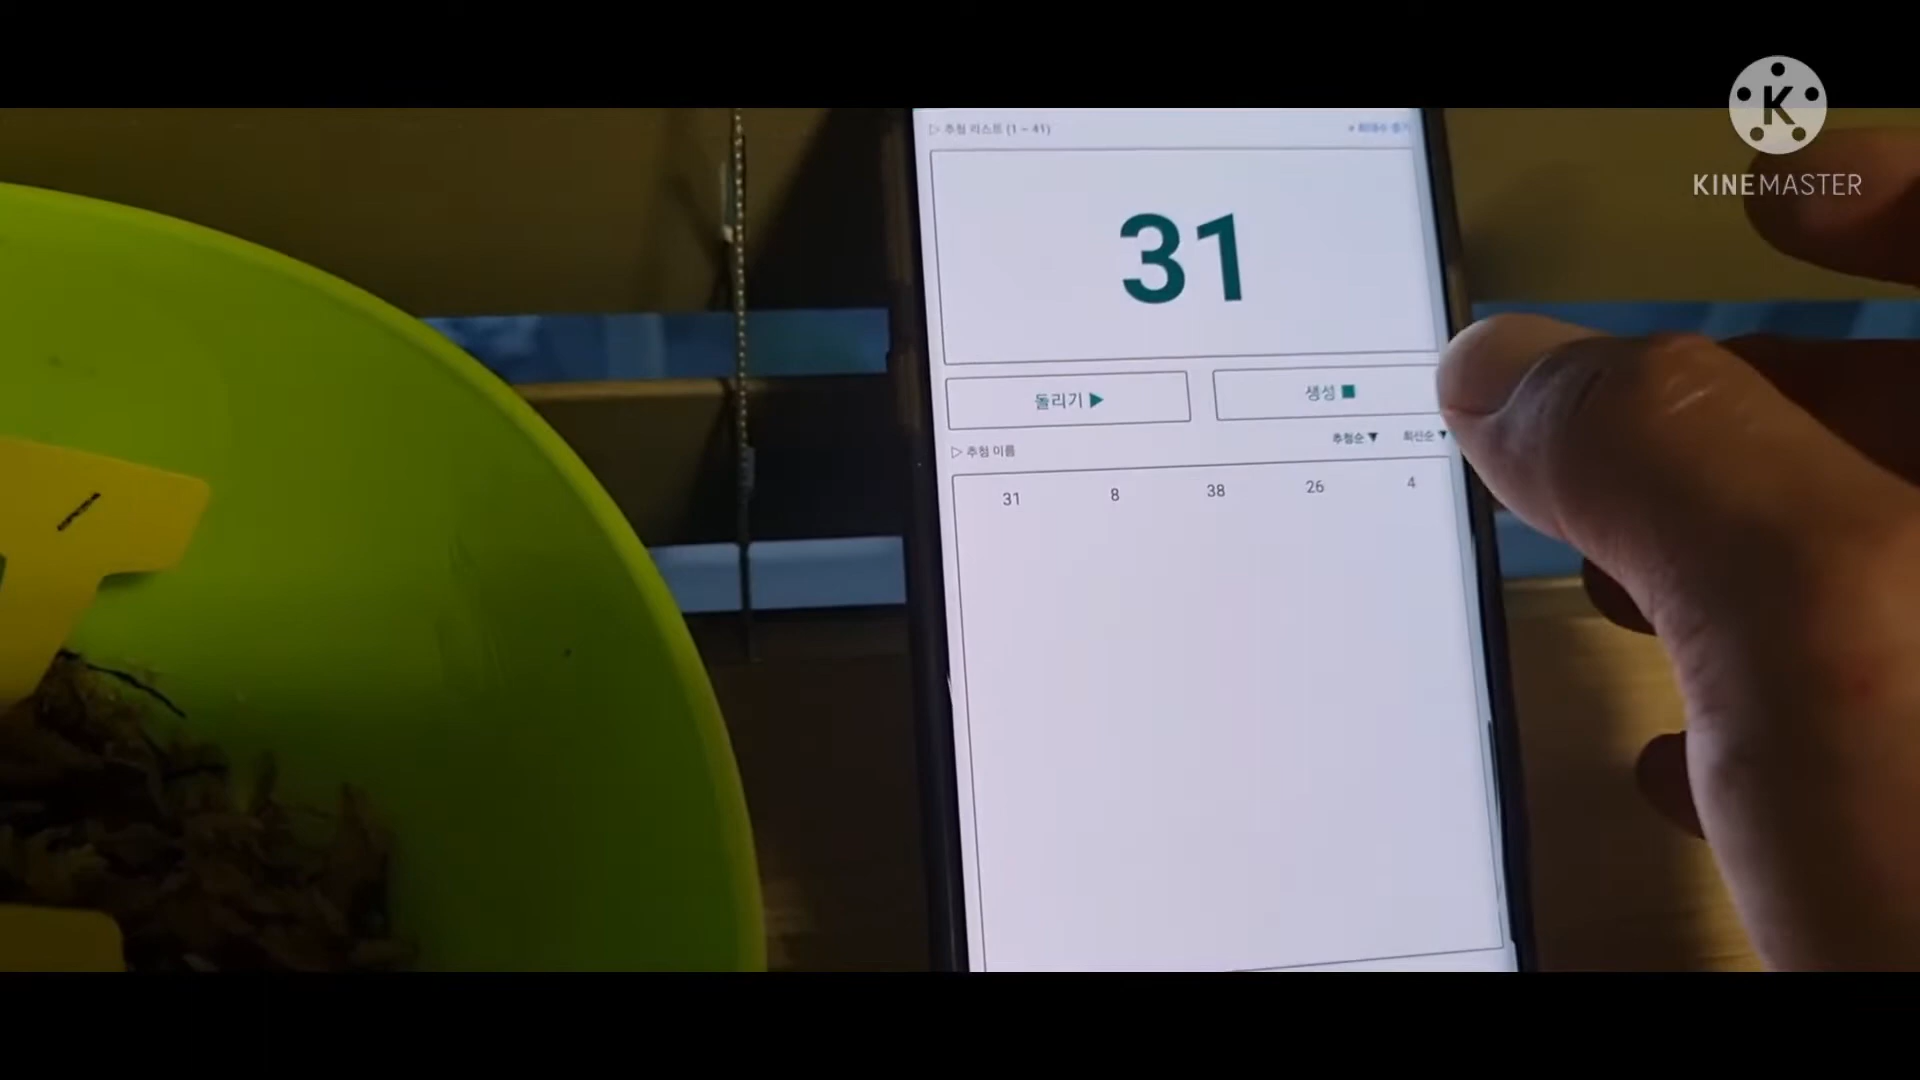 ▷ 추첨 리스트 (1 ~ 41)
31
돌리기 ▶
생성 ■
▷ 추첨 이름
추첨순 ▼
최신순 ▼
31 8 38 26 4
K
KINEMASTER